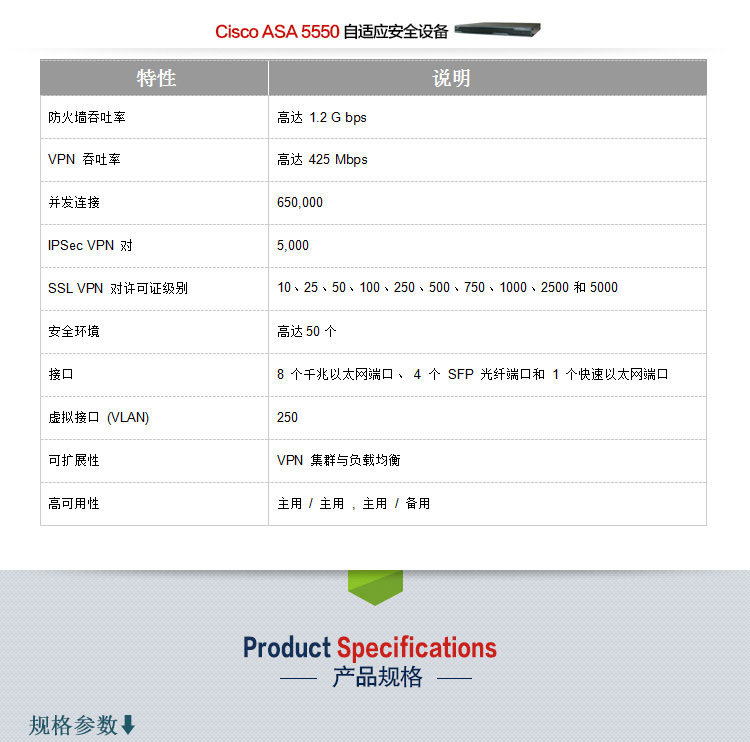 Cisco ASA 5550 自适应安全设备
特性 说明
防火墙吞吐率 高达 1.2 G bps
VPN 吞吐率 高达 425 Mbps
并发连接 650,000
IPSec VPN 对 5,000
SSL VPN 对许可证级别 10、25、50、100、250、500、750、1000、2500 和 5000
安全环境 高达50 个
接口 8 个千兆以太网端口、 4 个 SFP 光纤端口和 1 个快速以太网端口
虚拟接口 (VLAN) 250
可扩展性 VPN 集群与负载均衡
高可用性 主用 / 主用 , 主用 / 备用
Product Specifications
产品规格
规格参数